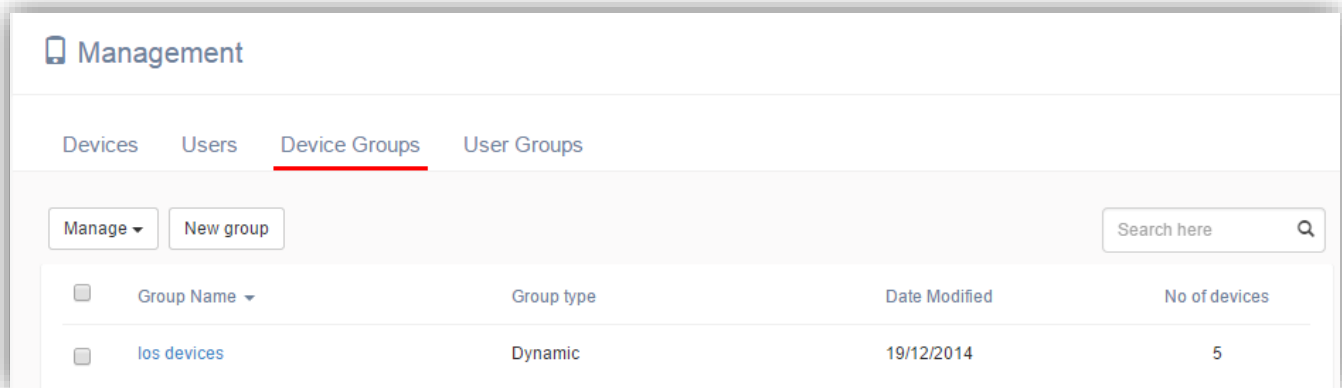 Management
Devices Users Device Groups User Groups
Manage New group Search here
Group Name Group type Date Modified No of devices
Ios devices Dynamic 19/12/2014 5